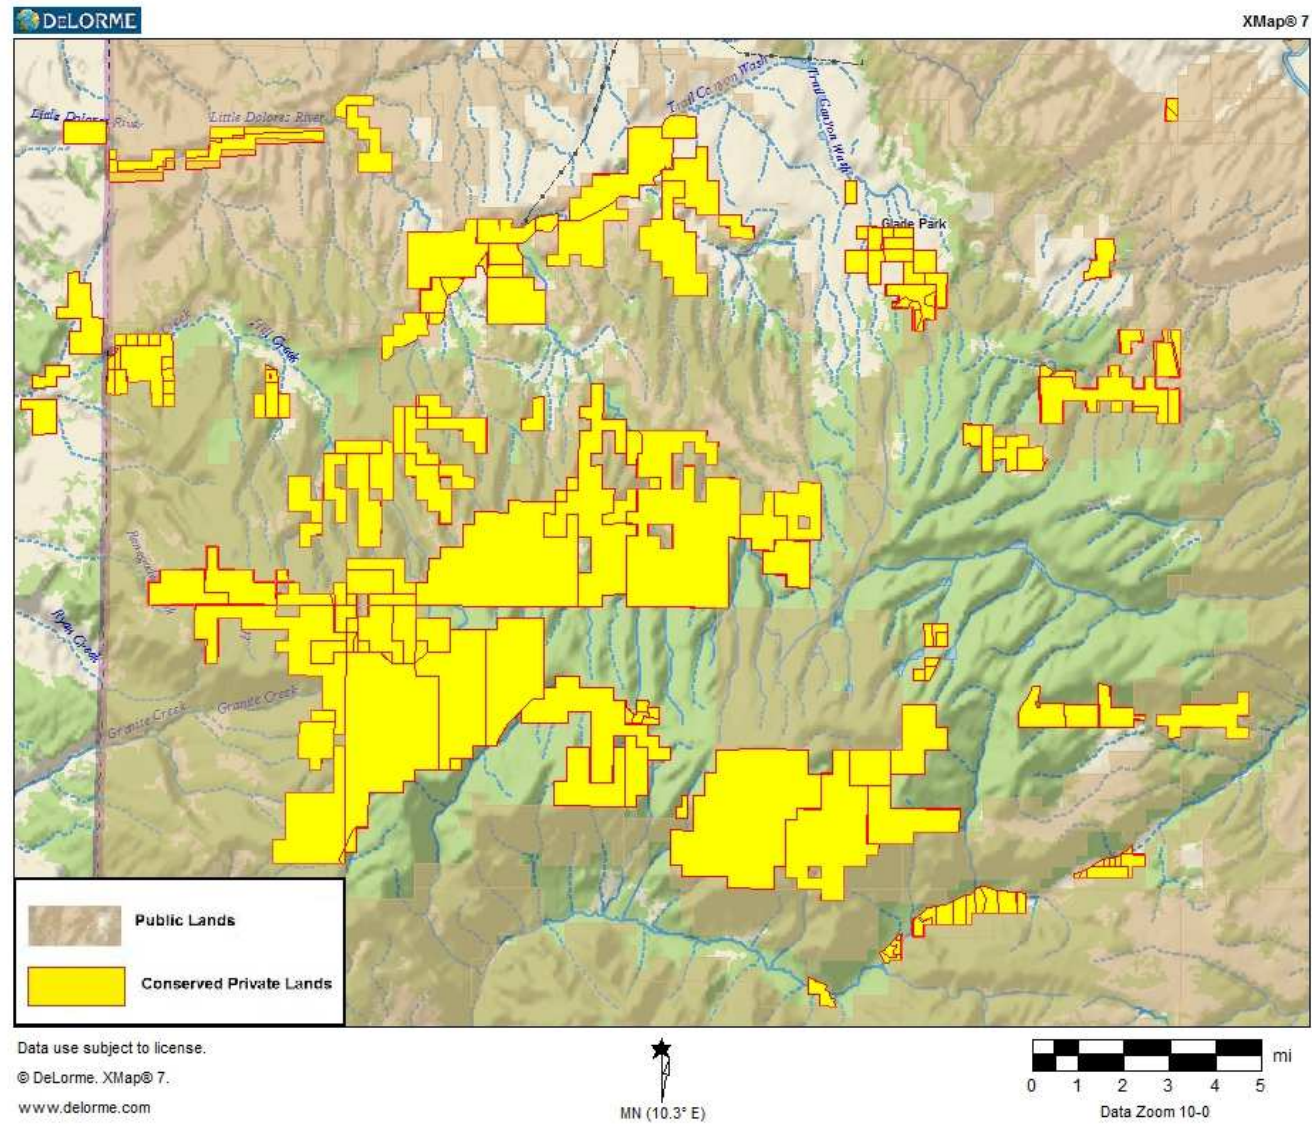 DELORME
XMap® 7
Trail Canyon Wash
Trail Canyon Wash
Little Dolores River
Little Dolores River
Glade Park
Creek
Hill Creek
Ryan Creek
Granite Creek
Granite Creek
Public Lands
Conserved Private Lands
Data use subject to license.
© DeLorme. XMap® 7.
www.delorme.com
MN (10.3° E)
mi
0 1 2 3 4 5
Data Zoom 10-0